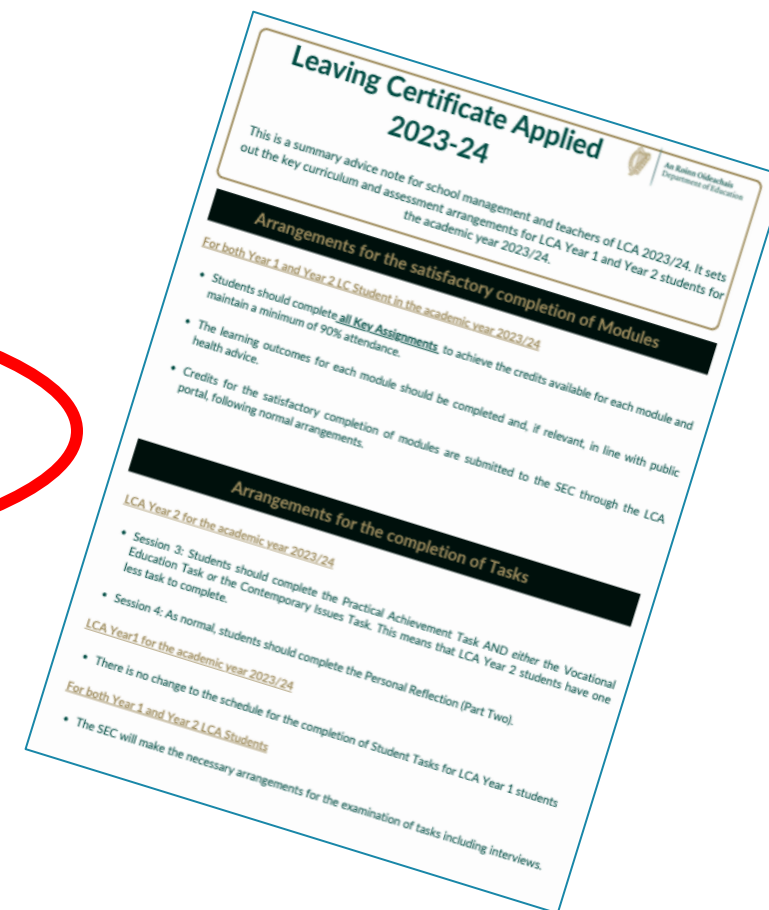 Leaving Certificate Applied
2023-24
An Roinn Oideachais
Department of Education
This is a summary advice note for school management and teachers of LCA 2023/24. It sets
out the key curriculum and assessment arrangements for LCA Year 1 and Year 2 students for
the academic year 2023/24.
Arrangements for the satisfactory completion of Modules
For both Year 1 and Year 2 LC Student in the academic year 2023/24
• Students should complete all Key Assignments to achieve the credits available for each module and
maintain a minimum of 90% attendance.
• The learning outcomes for each module should be completed and, if relevant, in line with public
health advice.
• Credits for the satisfactory completion of modules are submitted to the SEC through the LCA
portal, following normal arrangements.
Arrangements for the completion of Tasks
LCA Year 2 for the academic year 2023/24
• Session 3: Students should complete the Practical Achievement Task AND either the Vocational
Education Task or the Contemporary Issues Task. This means that LCA Year 2 students have one
less task to complete.
• Session 4: As normal, students should complete the Personal Reflection (Part Two).
LCA Year1 for the academic year 2023/24
• There is no change to the schedule for the completion of Student Tasks for LCA Year 1 students
For both Year 1 and Year 2 LCA Students
• The SEC will make the necessary arrangements for the examination of tasks including interviews.